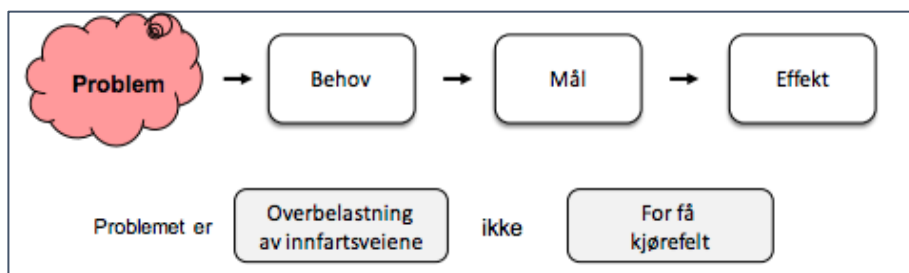 Problem
Behov
Mål
Effekt
Problemet er
Overbelastning
av innfartsveiene
ikke
For få
kjørefelt